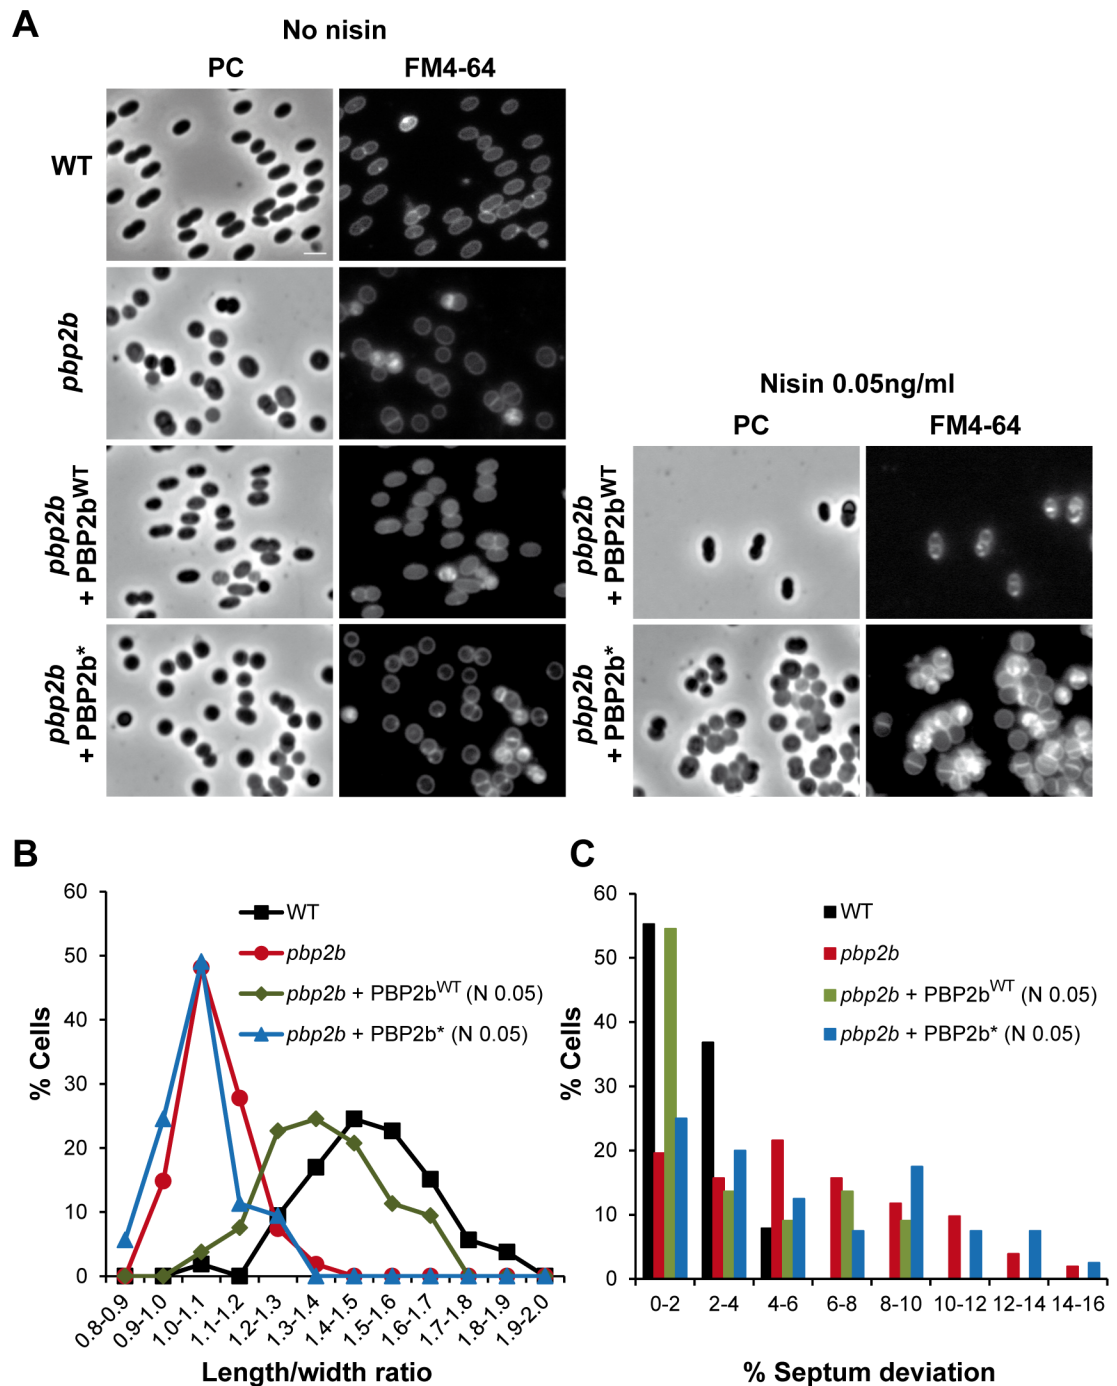 A
No nisin
PC
FM4-64
WT
pbp2b
pbp2b
+ PBP2bWT
pbp2b
+ PBP2b*
Nisin 0.05ng/ml
PC
FM4-64
pbp2b
+ PBP2bWT
pbp2b
+ PBP2b*
B
60
50
40
30
20
10
0
% Cells
WT
pbp2b
pbp2b + PBP2bWT (N 0.05)
pbp2b + PBP2b* (N 0.05)
0.8-0.9
0.9-1.0
1.0-1.1
1.1-1.2
1.2-1.3
1.3-1.4
1.4-1.5
1.5-1.6
1.6-1.7
1.7-1.8
1.8-1.9
1.9-2.0
Length/width ratio
C
60
50
40
30
20
10
0
% Cells
WT
pbp2b
pbp2b + PBP2bWT (N 0.05)
pbp2b + PBP2b* (N 0.05)
0-2 2-4 4-6 6-8 8-10 10-12 12-14 14-16
% Septum deviation